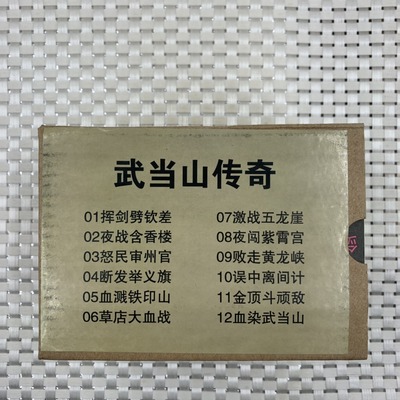 武当山传奇
01挥剑劈钦差
02夜战含香楼
03怒民审州官
04断发举义旗
05血溅铁印山
06草店大血战
07激战五龙崖
08夜闯紫霄宫
09败走黄龙峡
10误中离间计
11金顶斗顽敌
12血染武当山